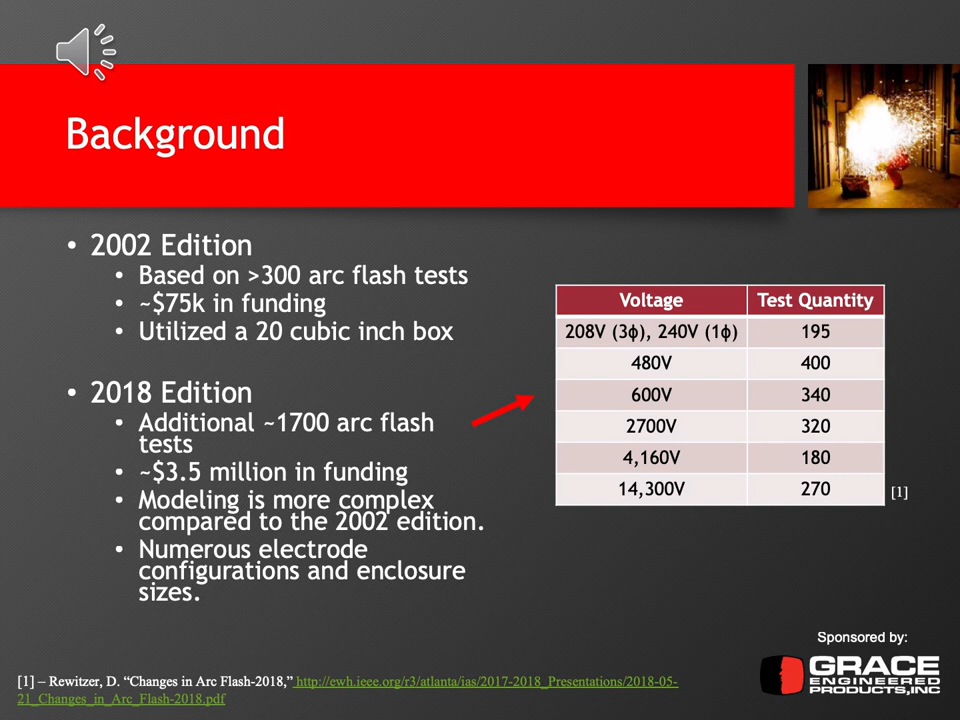 Background
• 2002 Edition
• Based on >300 arc flash tests
• ~$75k in funding
• Utilized a 20 cubic inch box
• 2018 Edition
• Additional ~1700 arc flash
tests
• ~$3.5 million in funding
• Modeling is more complex
compared to the 2002 edition.
• Numerous electrode
configurations and enclosure
sizes.
Voltage Test Quantity
208V (3ϕ), 240V (1ϕ) 195
480V 400
600V 340
2700V 320
4,160V 180
14,300V 270
[1]
Sponsored by:
GRACE
ENGINEERED
PRODUCTS,INC
[1] – Rewitzer, D. “Changes in Arc Flash-2018,” http://ewh.ieee.org/r3/atlanta/ias/2017-2018_Presentations/2018-05-
21_Changes_in_Arc_Flash-2018.pdf